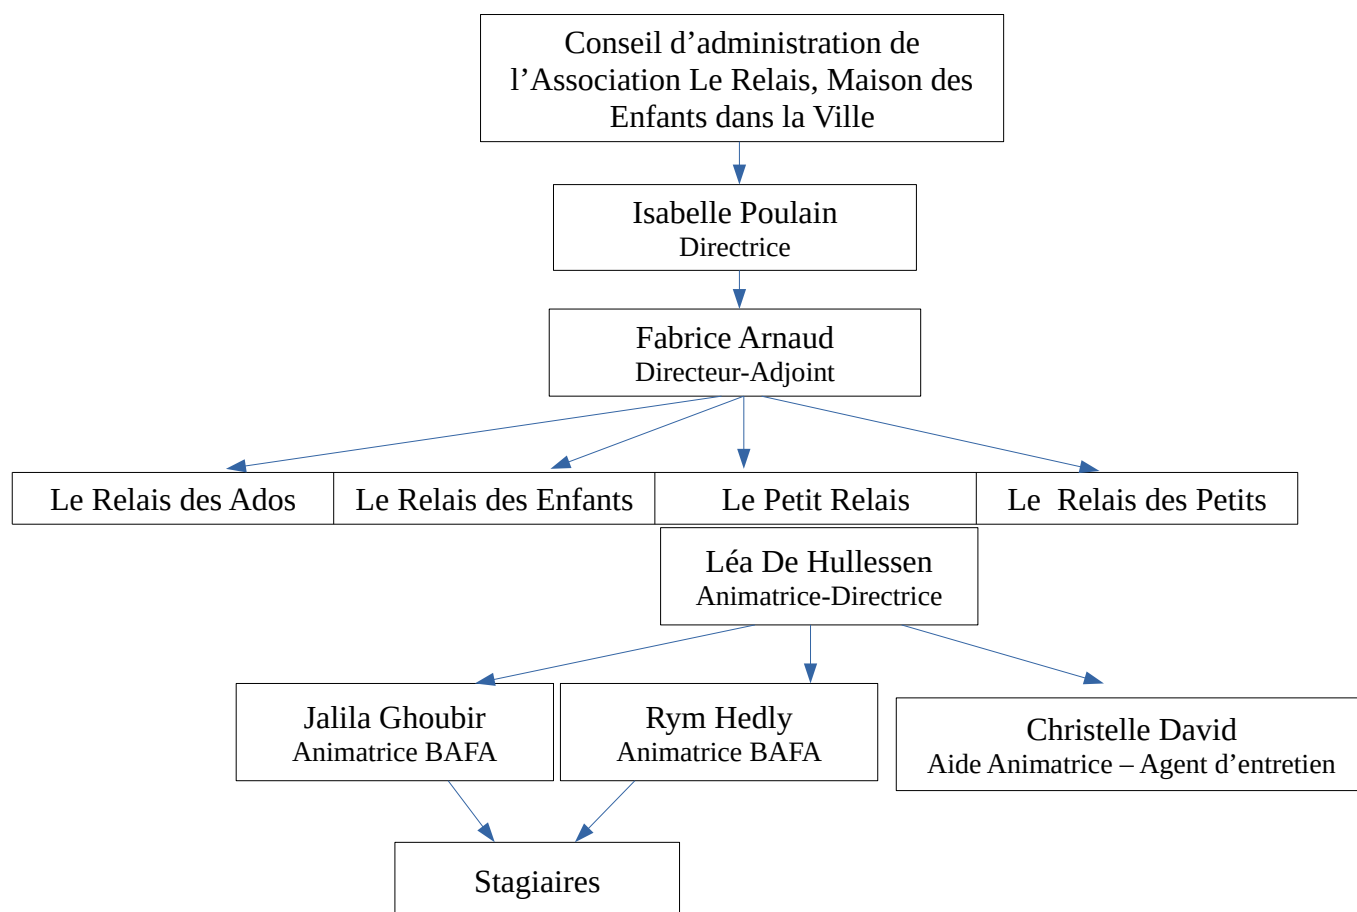 Conseil d’administration de
l’Association Le Relais, Maison des
Enfants dans la Ville
Isabelle Poulain
Directrice
Fabrice Arnaud
Directeur-Adjoint
Le Relais des Ados
Le Relais des Enfants
Le Petit Relais
Le  Relais des Petits
Léa De Hullessen
Animatrice-Directrice
Jalila Ghoubir
Animatrice BAFA
Rym Hedly
Animatrice BAFA
Christelle David
Aide Animatrice – Agent d’entretien
Stagiaires